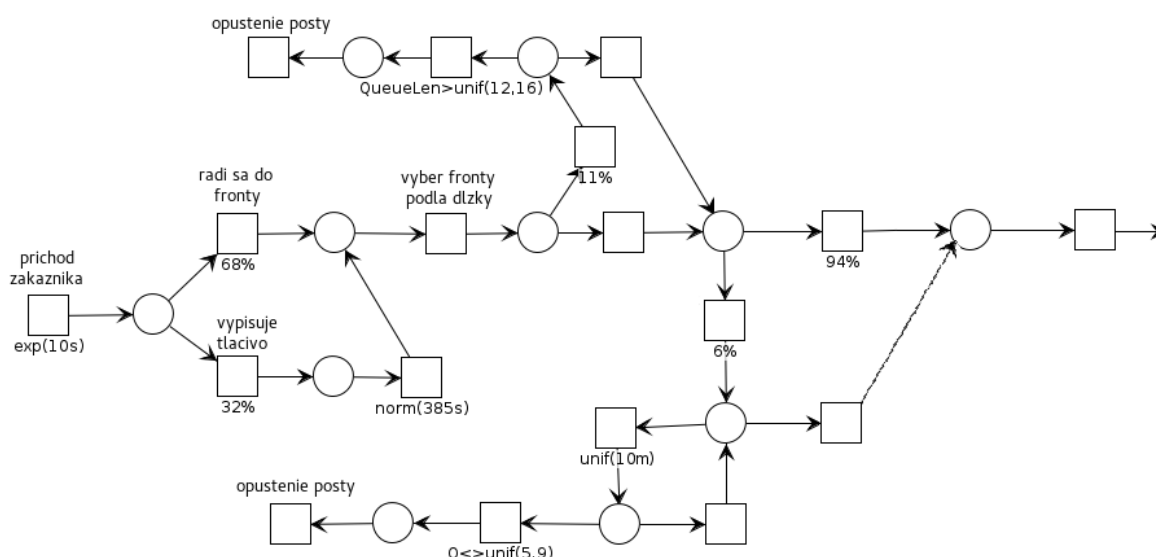 opustenie posty
QueueLen>unif(12,16)
11%
radi sa do
fronty
68%
vyber fronty
podla dlzky
94%
prichod
zakaznika
exp(10s)
vypisuje
tlacivo
32%
norm(385s)
6%
unif(10m)
opustenie posty
O<>unif(5,9)